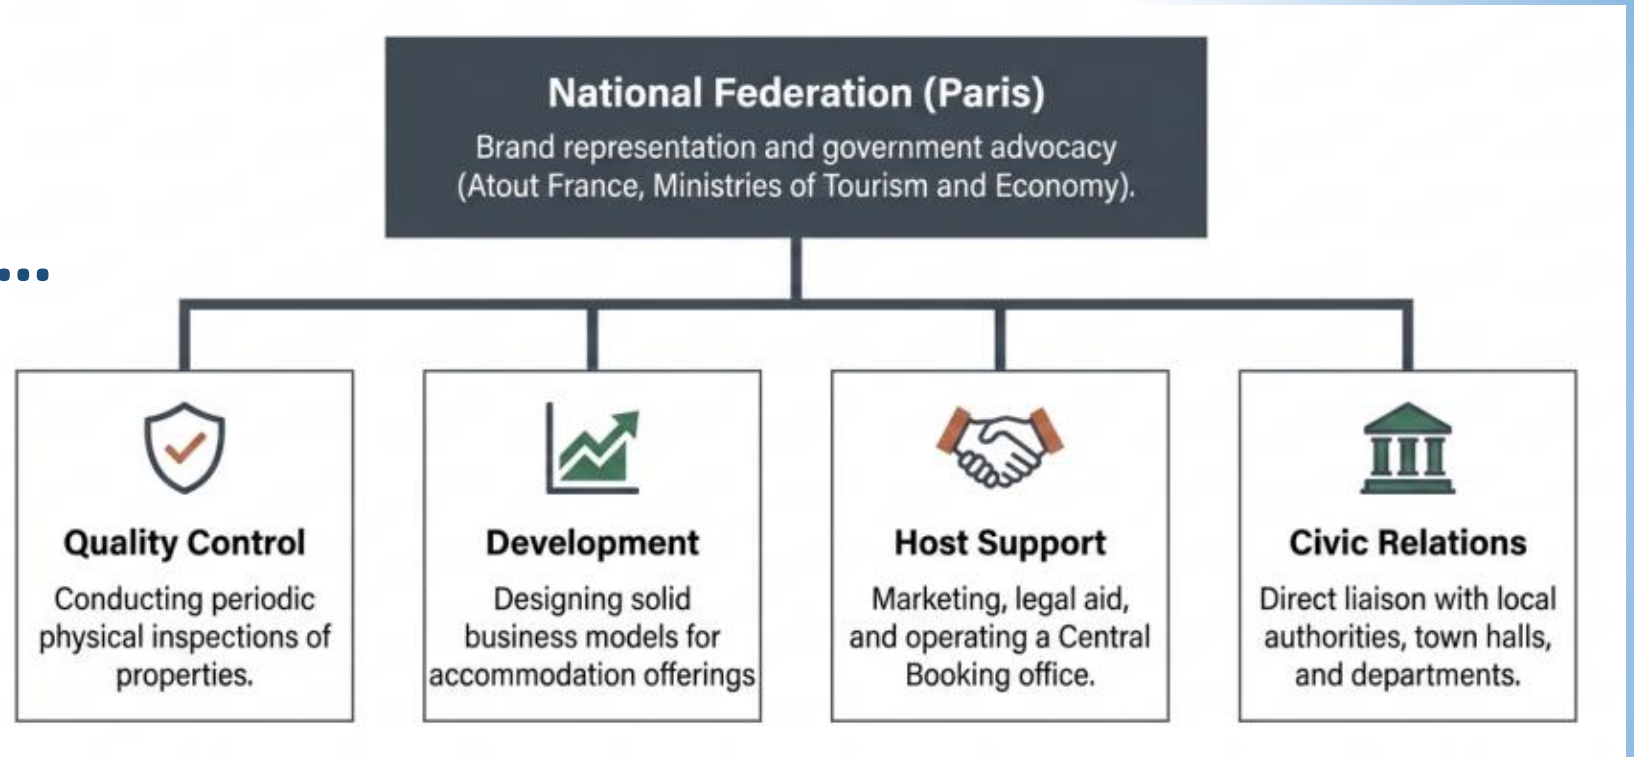 National Federation (Paris)
Brand representation and government advocacy
(Atout France, Ministries of Tourism and Economy).
...
Quality Control
Conducting periodic
physical inspections of
properties.
Development
Designing solid
business models for
accommodation offerings
Host Support
Marketing, legal aid,
and operating a Central
Booking office.
Civic Relations
Direct liaison with local
authorities, town halls,
and departments.